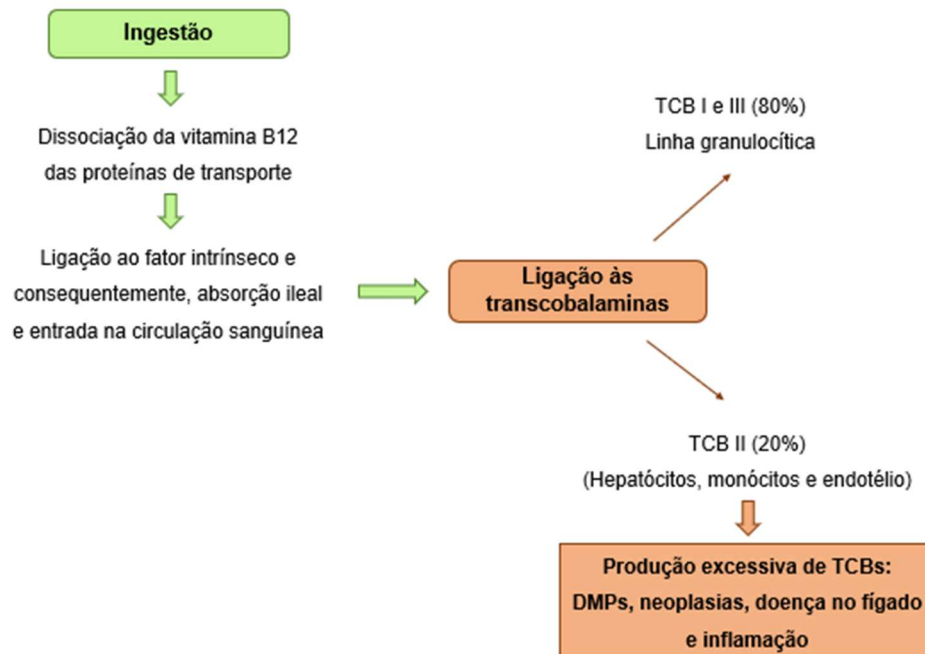 Ingestão
Dissociação da vitamina B12
das proteínas de transporte
Ligação ao fator intrínseco e
consequentemente, absorção ileal
e entrada na circulação sanguínea
Ligação às
transcobalaminas
TCB I e III (80%)
Linha granulocítica
TCB II (20%)
(Hepatócitos, monócitos e endotélio)
Produção excessiva de TCBs:
DMPs, neoplasias, doença no fígado
e inflamação